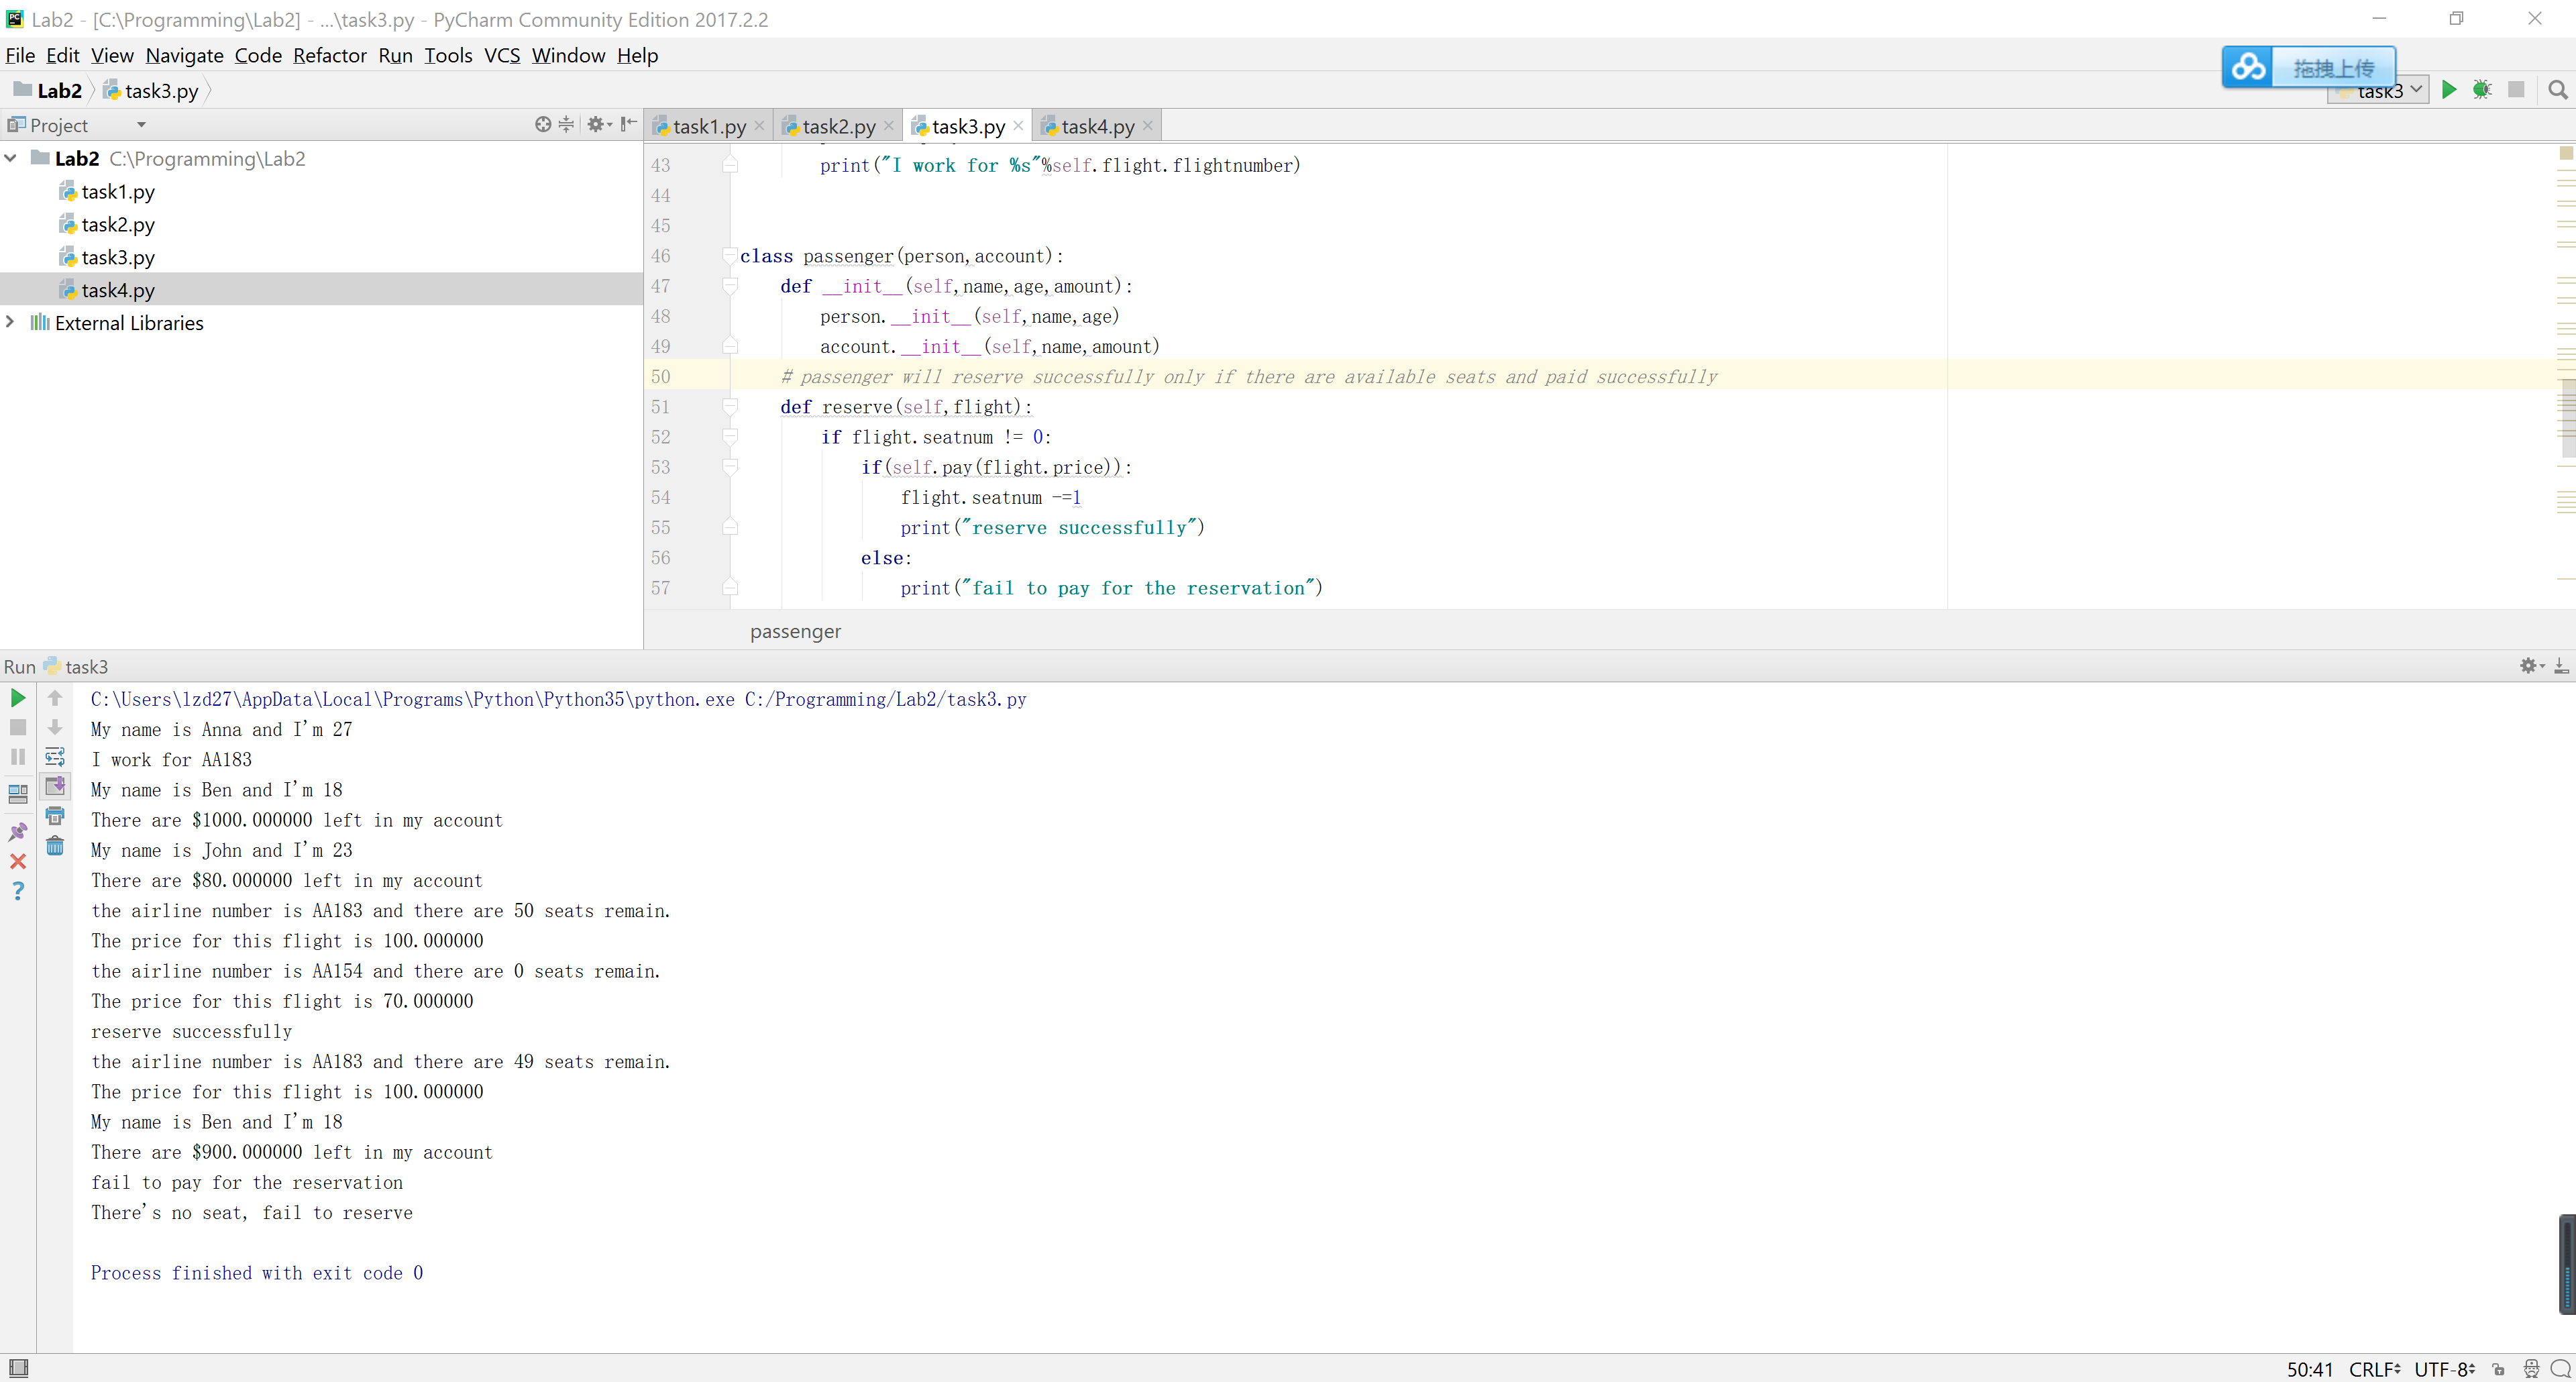 Lab2 - [C:\Programming\Lab2] - ...\task3.py - PyCharm Community Edition 2017.2.2
File Edit View Navigate Code Refactor Run Tools VCS Window Help
拖拽上传
Lab2 task3.py
task3
Project
task1.py task2.py task3.py task4.py
Lab2 C:\Programming\Lab2
task1.py
task2.py
task3.py
task4.py
External Libraries
43 print("I work for %s"%self.flight.flightnumber)
44
45
46 class passenger(person,account):
47 def __init__(self,name,age,amount):
48 person.__init__(self,name,age)
49 account.__init__(self,name,amount)
50 # passenger will reserve successfully only if there are available seats and paid successfully
51 def reserve(self,flight):
52 if flight.seatnum != 0:
53 if(self.pay(flight.price)):
54 flight.seatnum -=1
55 print("reserve successfully")
56 else:
57 print("fail to pay for the reservation")
passenger
Run task3
C:\Users\lzd27\AppData\Local\Programs\Python\Python35\python.exe C:/Programming/Lab2/task3.py
My name is Anna and I'm 27
I work for AA183
My name is Ben and I'm 18
There are $1000.000000 left in my account
My name is John and I'm 23
There are $80.000000 left in my account
the airline number is AA183 and there are 50 seats remain.
The price for this flight is 100.000000
the airline number is AA154 and there are 0 seats remain.
The price for this flight is 70.000000
reserve successfully
the airline number is AA183 and there are 49 seats remain.
The price for this flight is 100.000000
My name is Ben and I'm 18
There are $900.000000 left in my account
fail to pay for the reservation
There's no seat, fail to reserve
Process finished with exit code 0
50:41 CRLF UTF-8